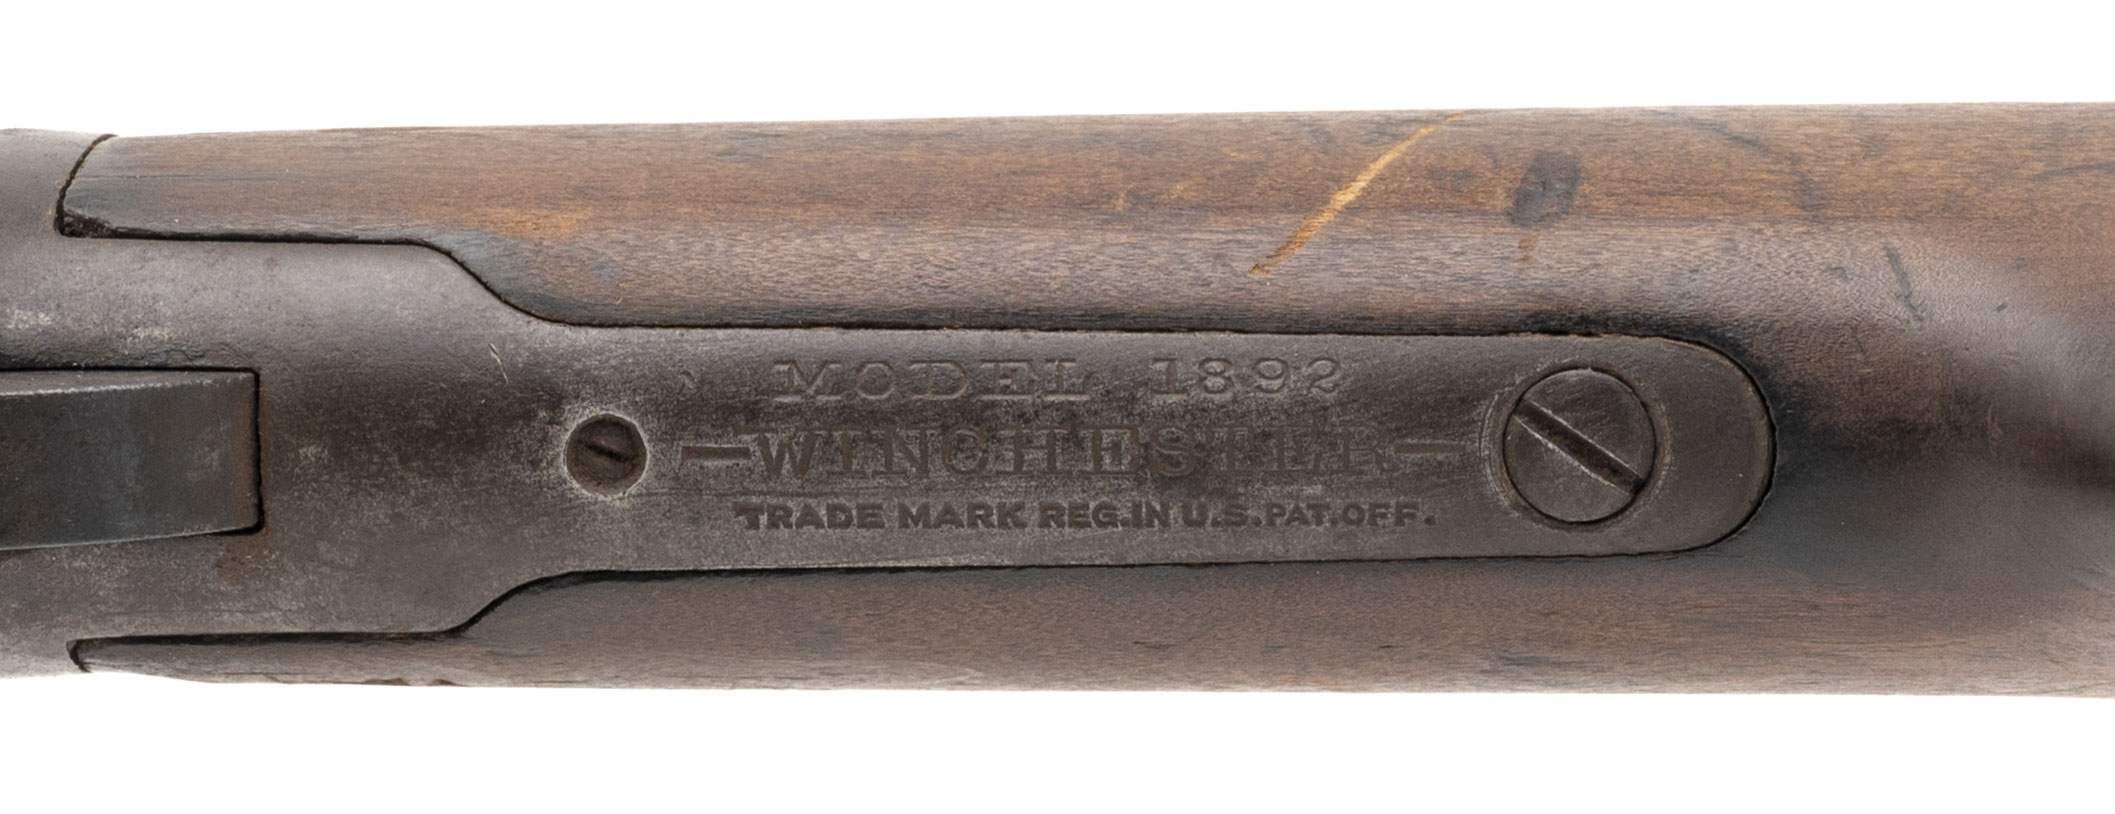 MODEL 1892
—WINCHESTER—
TRADE MARK REG.IN U.S.PAT.OFF.